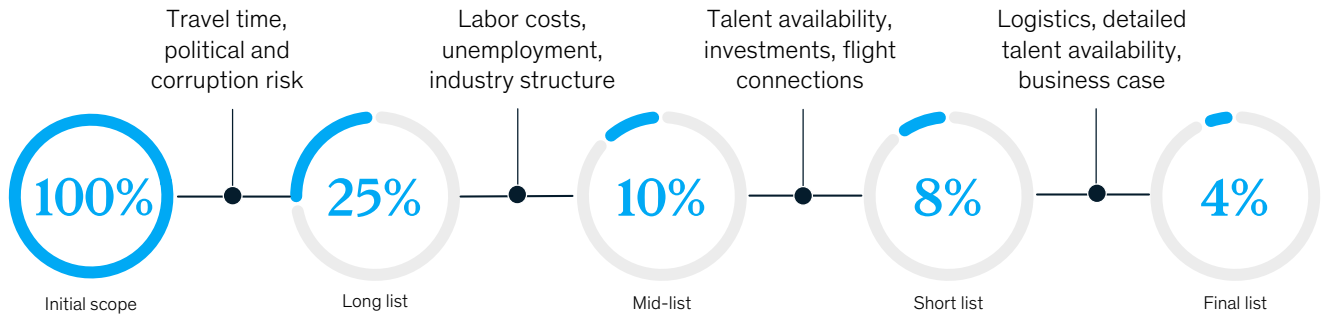 Travel time,
political and
corruption risk
Labor costs,
unemployment,
industry structure
Talent availability,
investments, flight
connections
Logistics, detailed
talent availability,
business case
100%
25%
10%
8%
4%
Initial scope
Long list
Mid-list
Short list
Final list